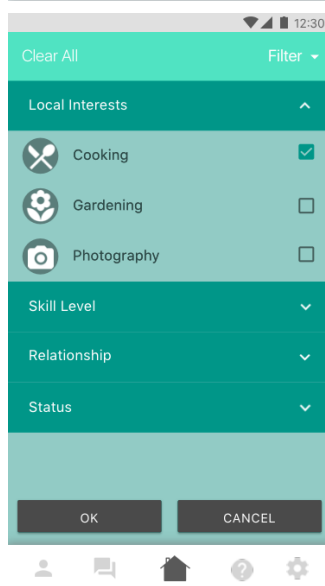 12:30
Clear All
Filter
Local Interests
Cooking
Gardening
Photography
Skill Level
Relationship
Status
OK
CANCEL